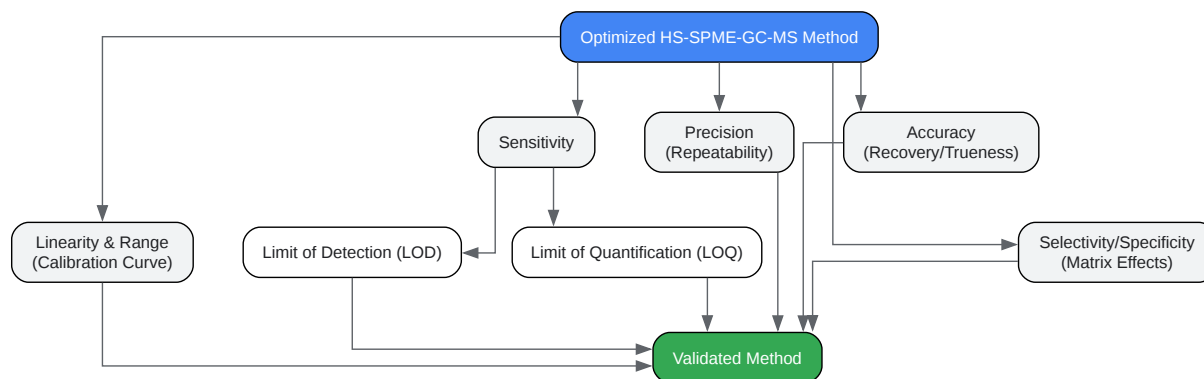 Optimized HS-SPME-GC-MS Method
Sensitivity
Precision
(Repeatability)
Accuracy
(Recovery/Trueness)
Linearity & Range
(Calibration Curve)
Limit of Detection (LOD)
Limit of Quantification (LOQ)
Selectivity/Specificity
(Matrix Effects)
Validated Method